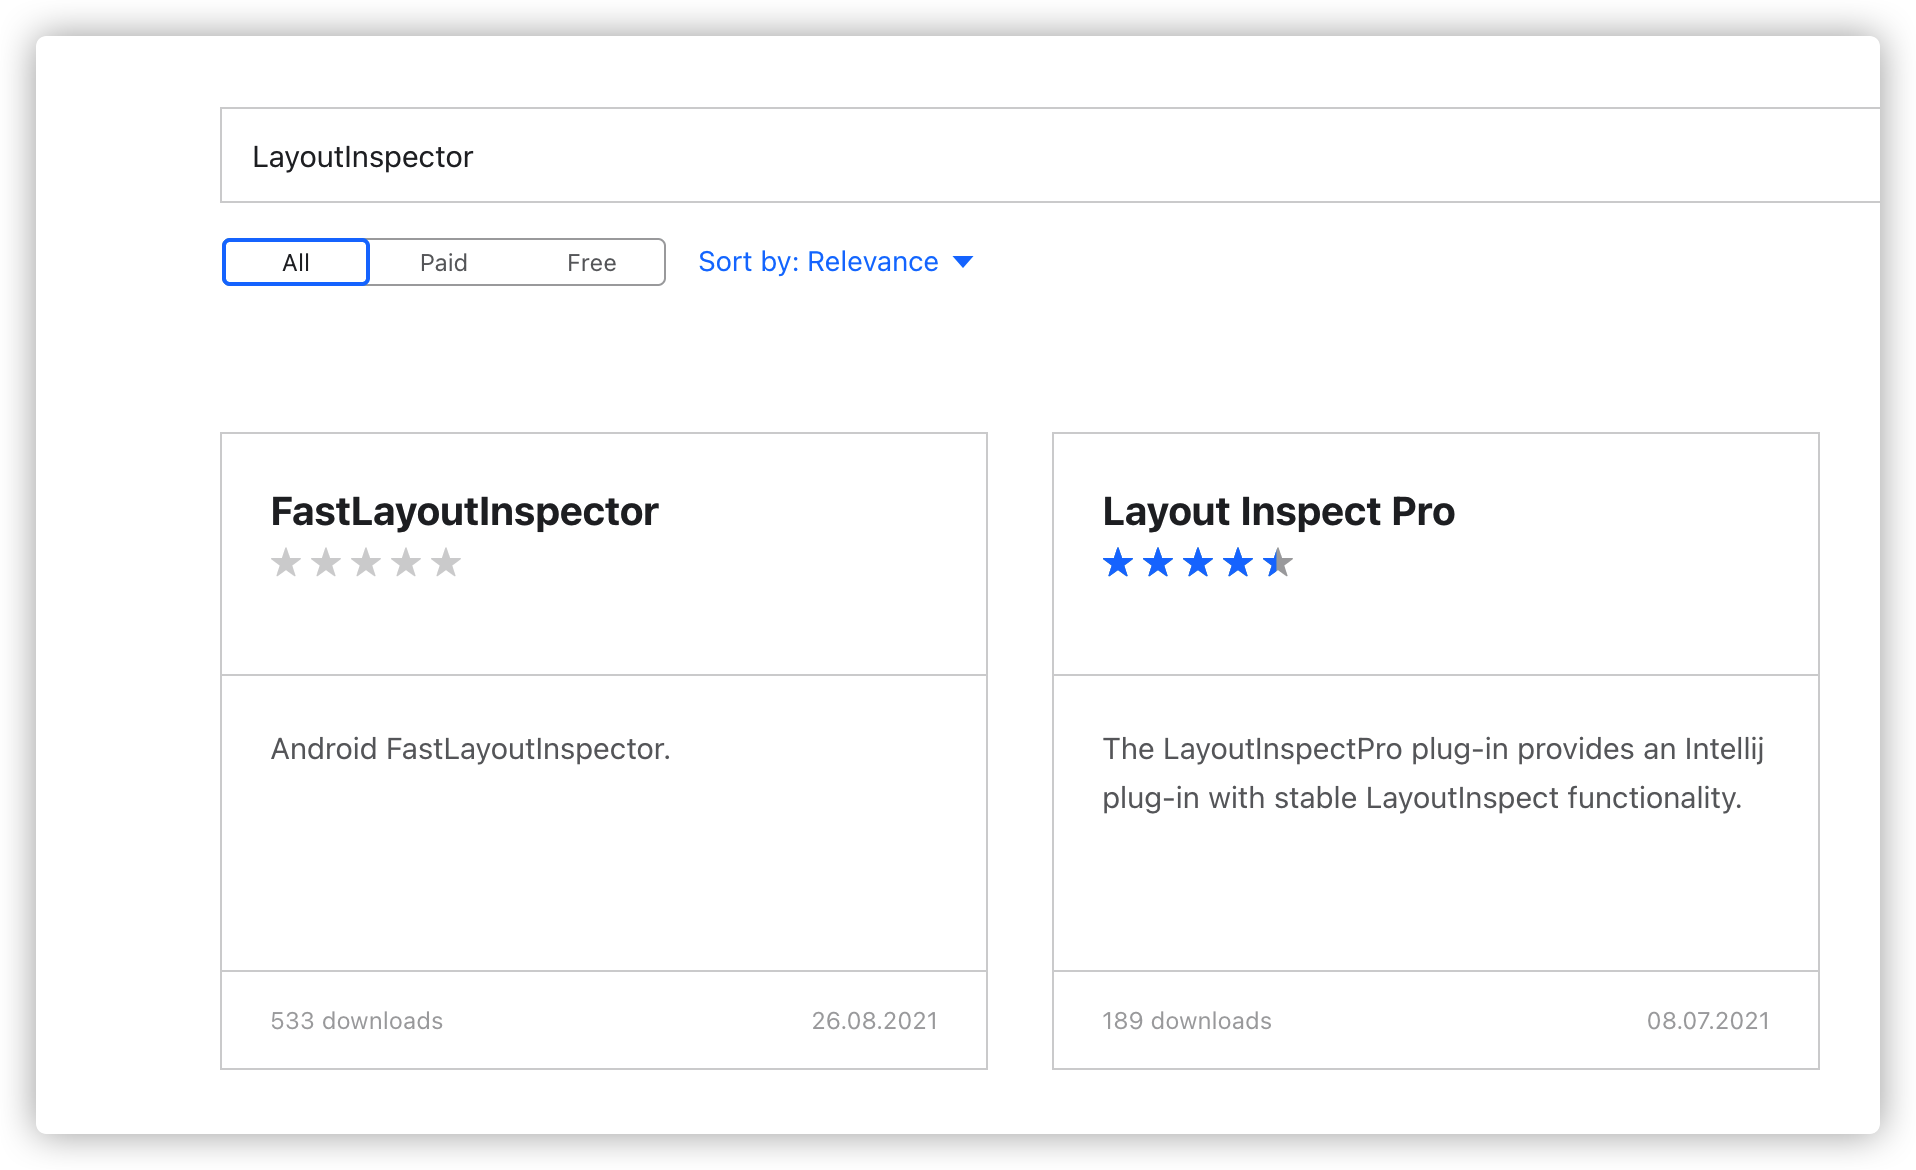 LayoutInspector
All Paid Free Sort by: Relevance
FastLayoutInspector
Android FastLayoutInspector.
533 downloads 26.08.2021
Layout Inspect Pro
The LayoutInspectPro plug-in provides an Intellij
plug-in with stable LayoutInspect functionality.
189 downloads 08.07.2021